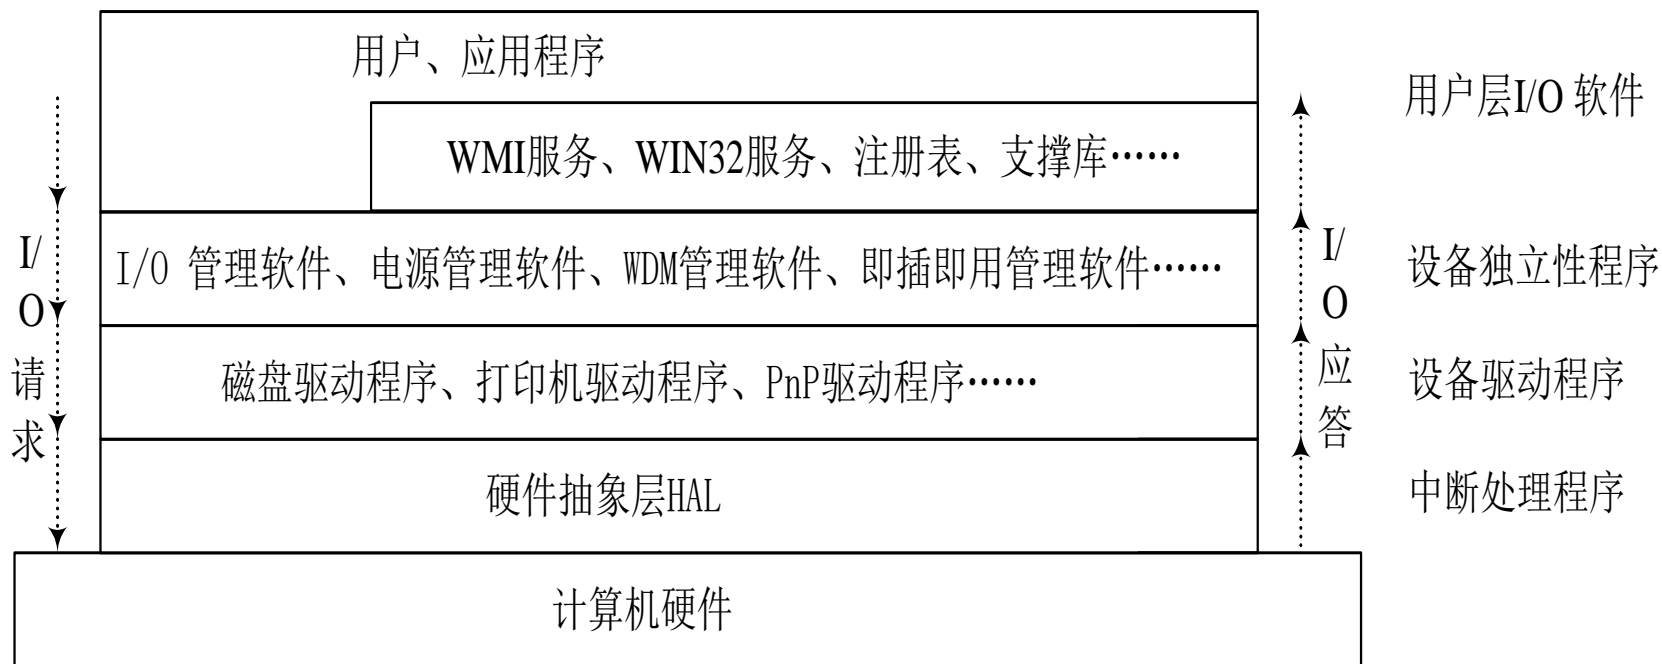 用户、应用程序
用户层I/O 软件
WMI服务、WIN32服务、注册表、支撑库……
I/O请求
I/O 管理软件、电源管理软件、WDM管理软件、即插即用管理软件……
I/O应答
设备独立性程序
磁盘驱动程序、打印机驱动程序、PnP驱动程序……
设备驱动程序
硬件抽象层HAL
中断处理程序
计算机硬件